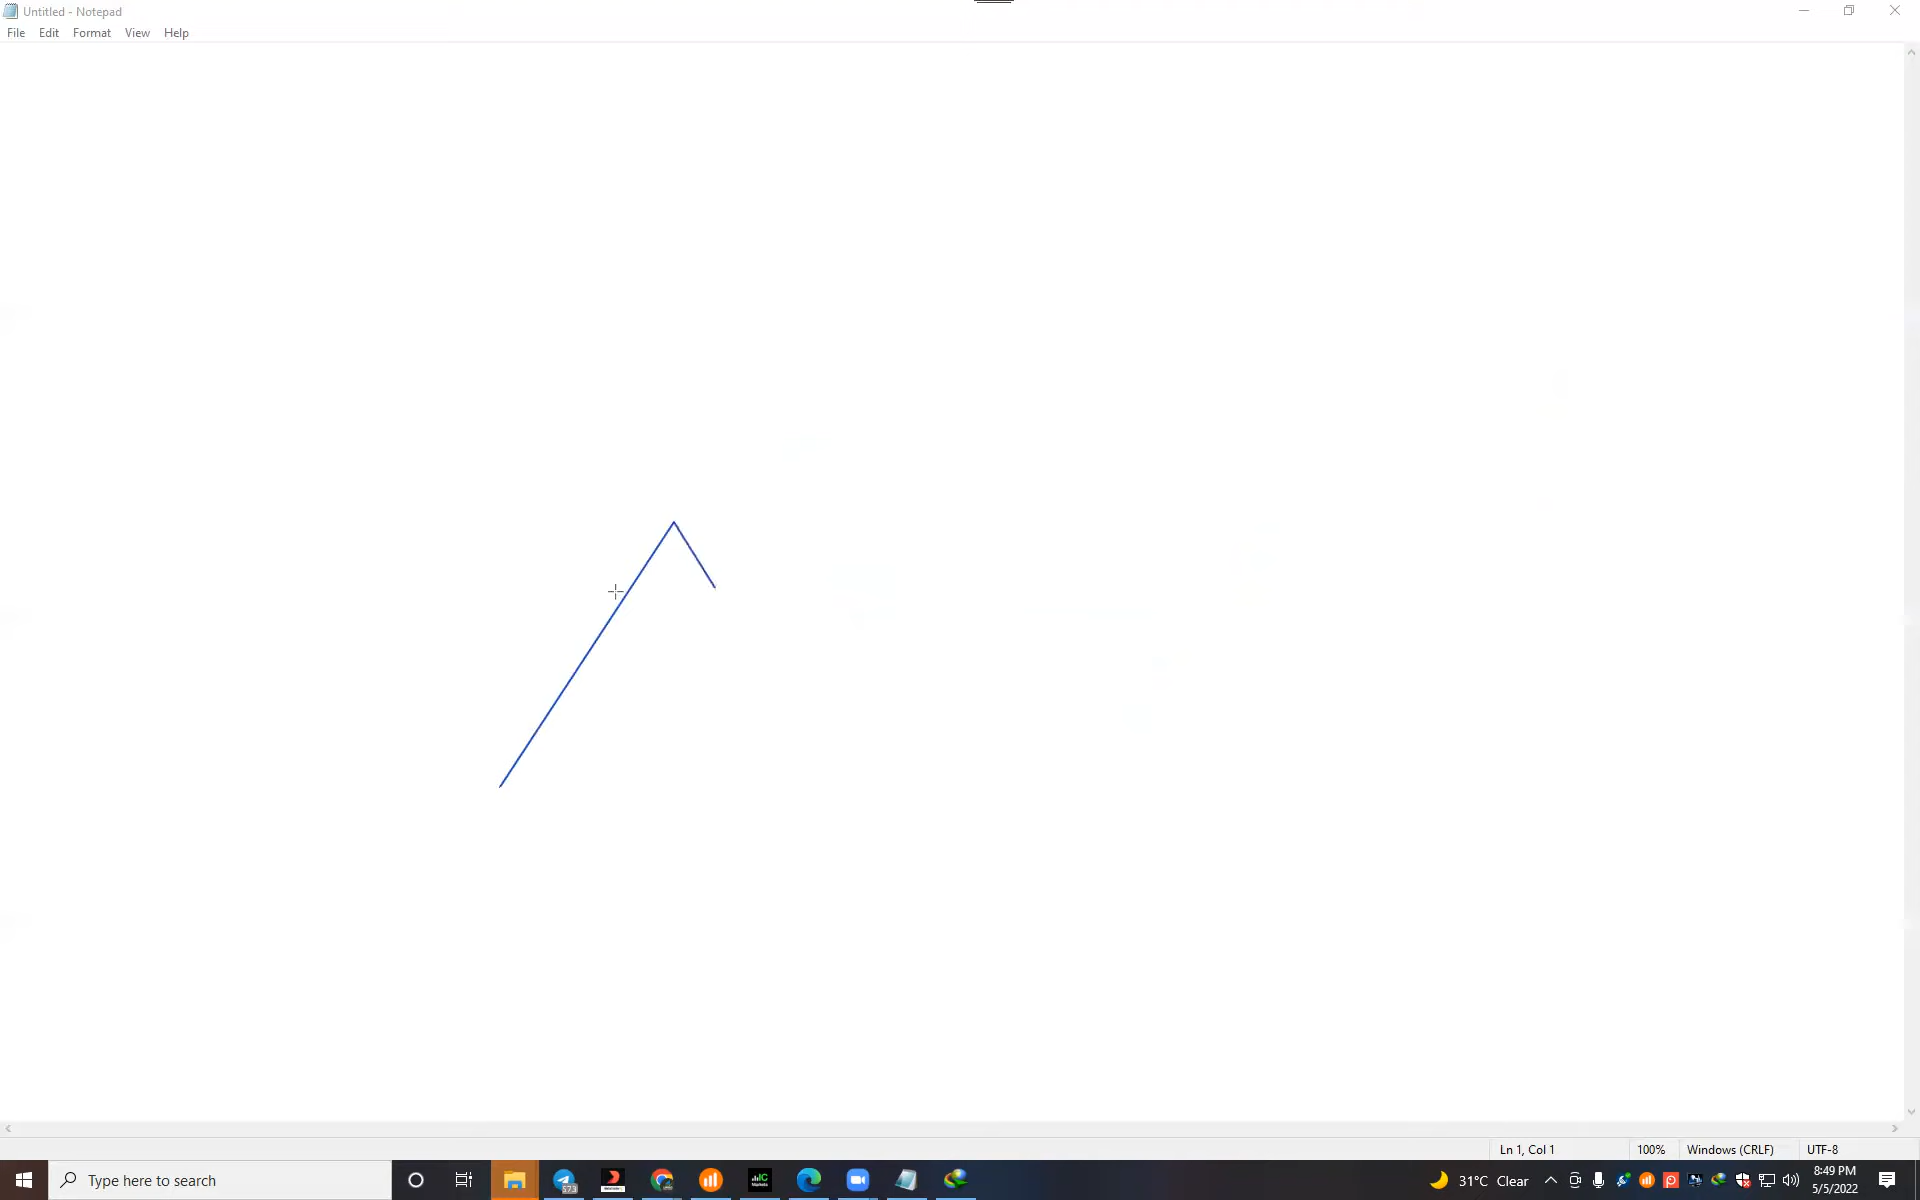 Untitled - Notepad
File Edit Format View Help
Ln 1, Col 1 100% Windows (CRLF) UTF-8
Type here to search
573
31°C Clear
8:49 PM
5/5/2022